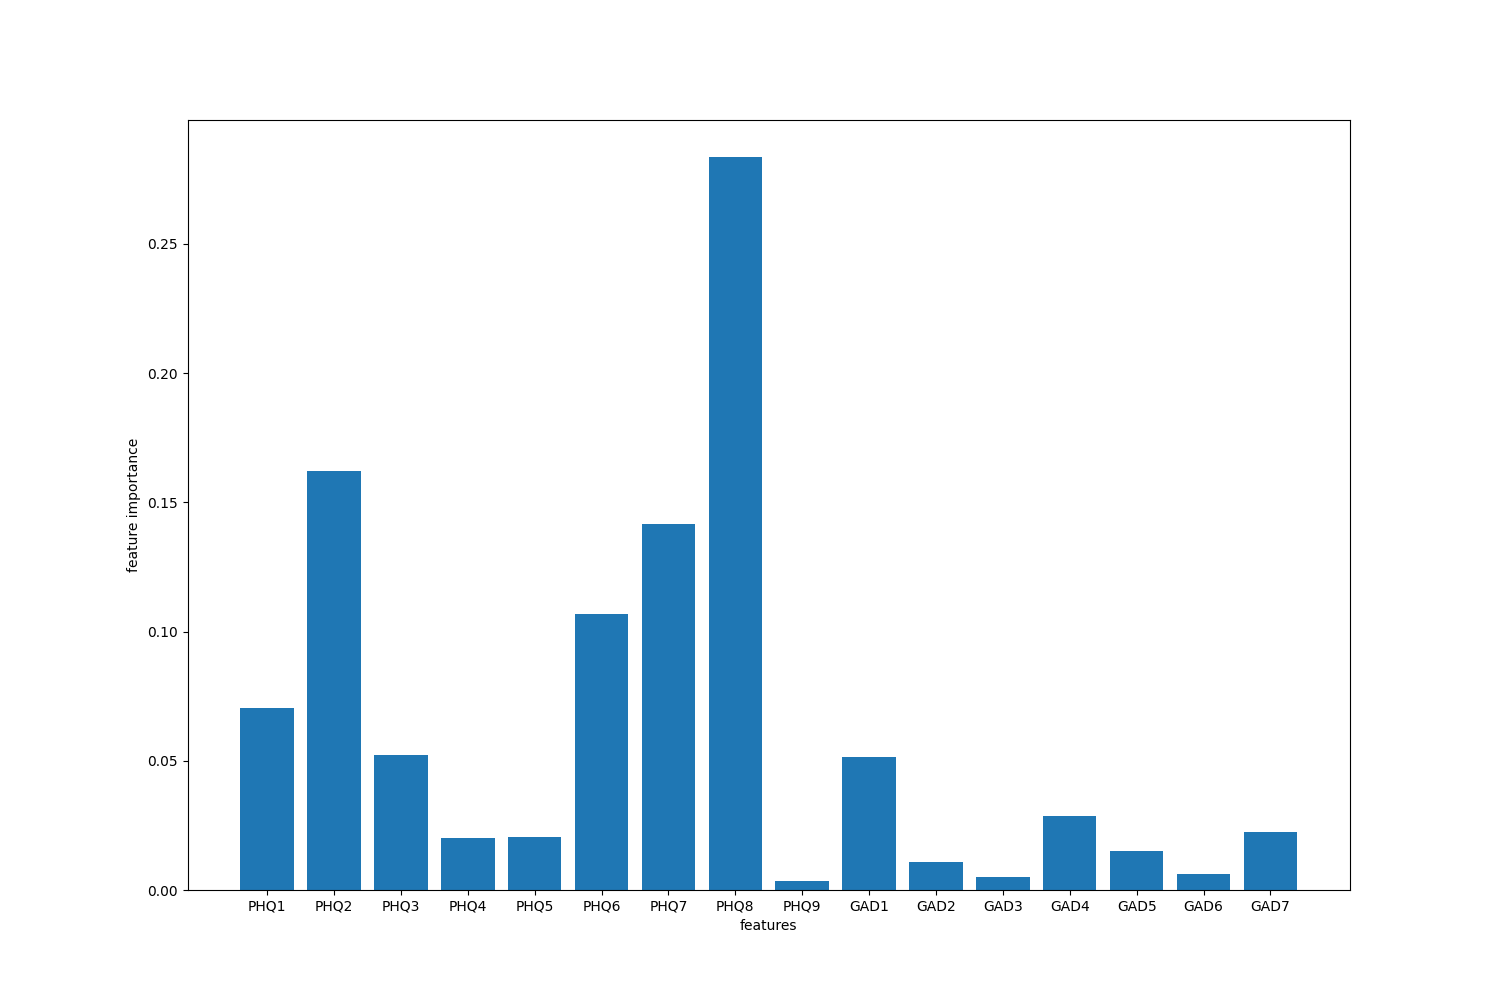 feature importance
0.25
0.20
0.15
0.10
0.05
0.00
PHQ1 PHQ2 PHQ3 PHQ4 PHQ5 PHQ6 PHQ7 PHQ8 PHQ9 GAD1 GAD2 GAD3 GAD4 GAD5 GAD6 GAD7
features